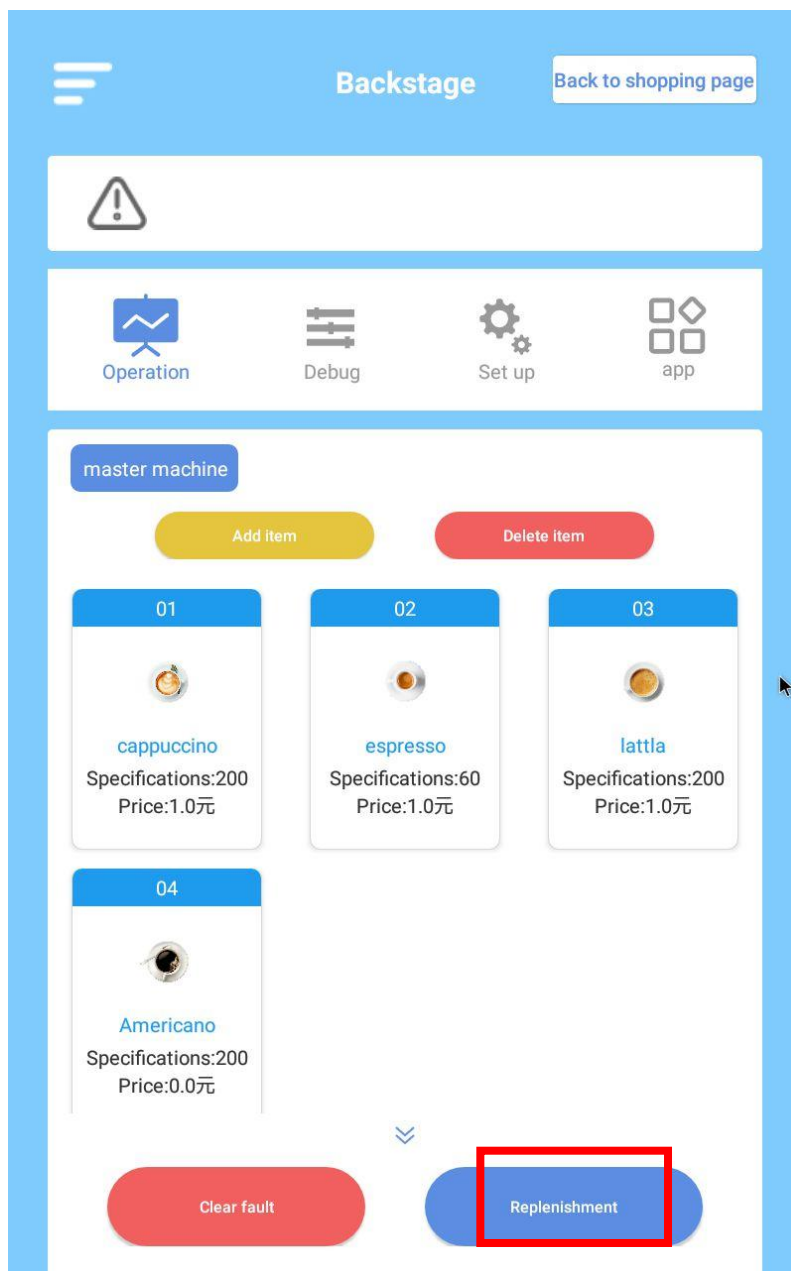 Backstage
Back to shopping page
Operation
Debug
Set up
app
master machine
Add item
Delete item
01
02
03
cappuccino
espresso
lattla
Specifications:200
Specifications:60
Specifications:200
Price:1.0元
Price:1.0元
Price:1.0元
04
Americano
Specifications:200
Price:0.0元
Clear fault
Replenishment